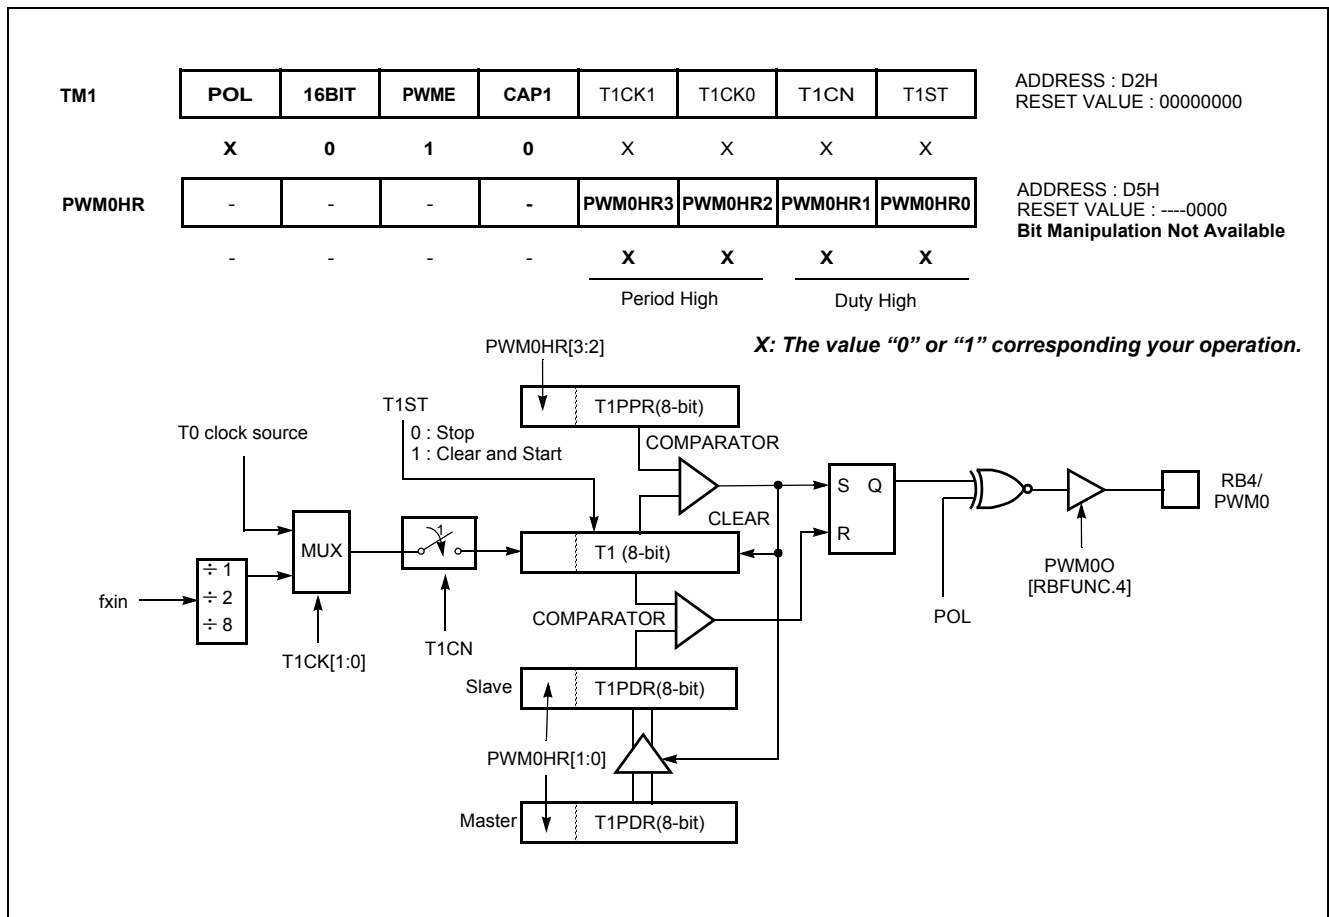 TM1 POL 16BIT PWME CAP1 T1CK1 T1CK0 T1CN T1ST
ADDRESS : D2H
RESET VALUE : 00000000
X 0 1 0 X X X X
PWM0HR - - - - PWM0HR3 PWM0HR2 PWM0HR1 PWM0HR0
ADDRESS : D5H
RESET VALUE : ----0000
Bit Manipulation Not Available
- - - - X X X X
Period High Duty High
X: The value “0” or “1” corresponding your operation.
PWM0HR[3:2]
T1PPR(8-bit)
T1ST
0 : Stop
1 : Clear and Start
T0 clock source
COMPARATOR
S Q
R
RB4/
PWM0
CLEAR
MUX
1
T1 (8-bit)
÷ 1
÷ 2
÷ 8
fxin
PWM0O
[RBFUNC.4]
POL
COMPARATOR
T1CK[1:0]
T1CN
Slave
T1PDR(8-bit)
PWM0HR[1:0]
Master
T1PDR(8-bit)